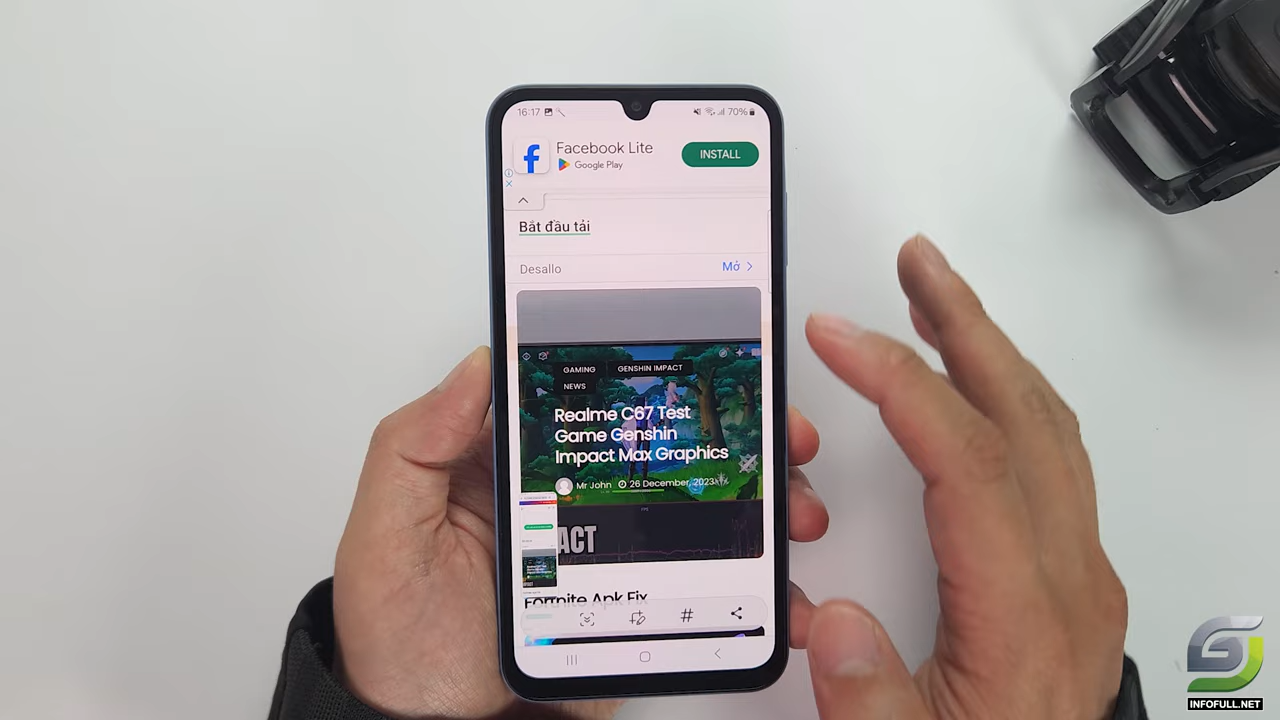 16:17
70%
Facebook Lite
Google Play
INSTALL
Bắt đầu tải
Desallo
Mở
GAMING
GENSHIN IMPACT
NEWS
Realme C67 Test
Game Genshin
Impact Max Graphics
Mr John
26 December, 2023
ACT
Fortnite Apk Fix
INFOFULL.NET